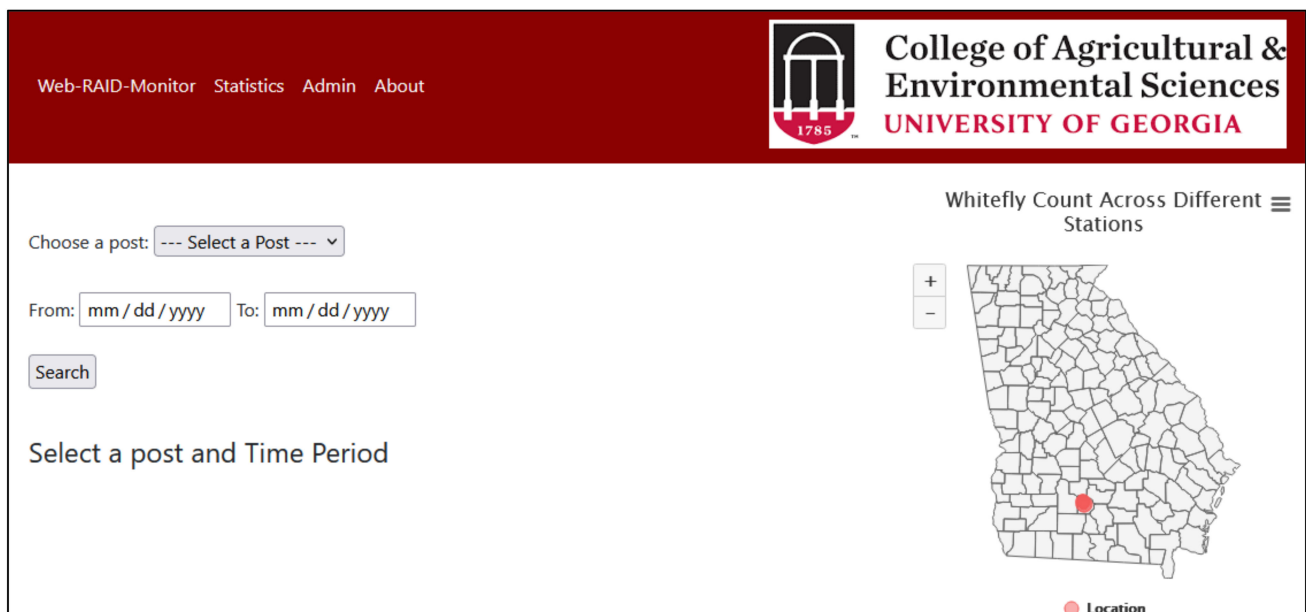 Web-RAID-Monitor Statistics Admin About
1785 ™
College of Agricultural &
Environmental Sciences
UNIVERSITY OF GEORGIA
Choose a post: --- Select a Post ---
From: mm/dd/yyyy To: mm/dd/yyyy
Search
Select a post and Time Period
Whitefly Count Across Different
Stations
+
−
Location